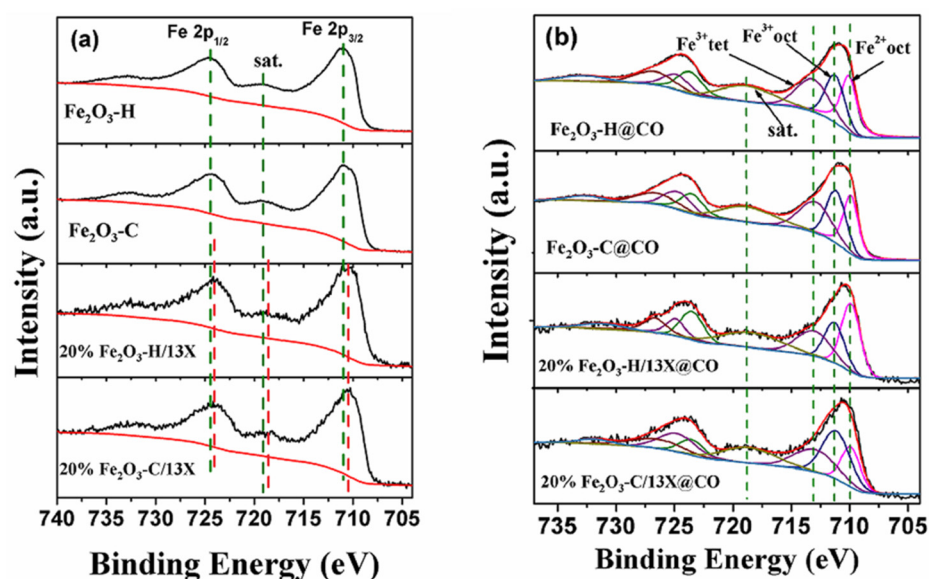 (a)
Fe 2p1/2
Fe 2p3/2
sat.
Fe2O3-H
Fe2O3-C
20% Fe2O3-H/13X
20% Fe2O3-C/13X
Intensity (a.u.)
740 735 730 725 720 715 710 705
Binding Energy (eV)
(b)
Fe3+tet
Fe3+oct
Fe2+oct
sat.
Fe2O3-H@CO
Fe2O3-C@CO
20% Fe2O3-H/13X@CO
20% Fe2O3-C/13X@CO
Intensity (a.u.)
735 730 725 720 715 710 705
Binding Energy (eV)